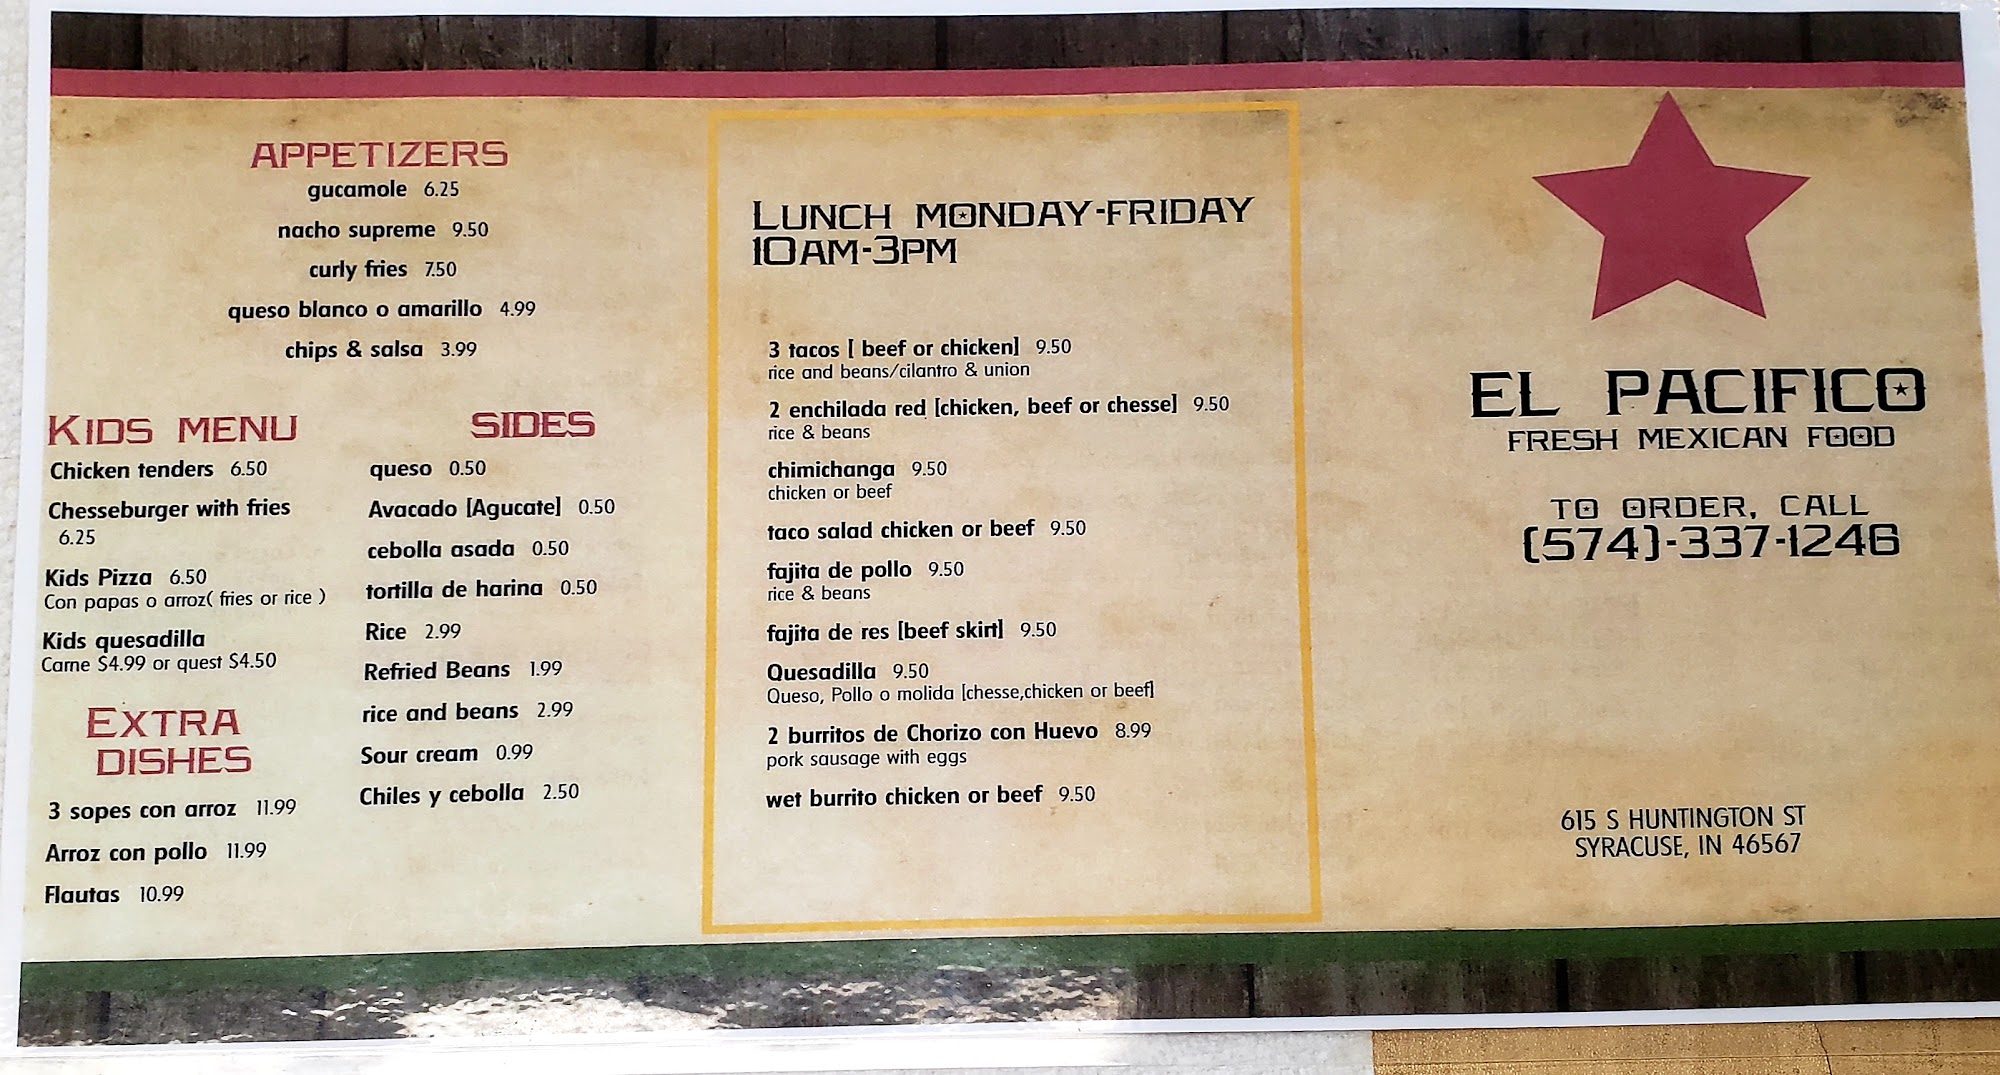 APPETIZERS
gucamole 6.25
nacho supreme 9.50
curly fries 7.50
queso blanco o amarillo 4.99
chips & salsa 3.99
KIDS MENU
Chicken tenders 6.50
Chesseburger with fries
6.25
Kids Pizza 6.50
Con papas o arroz( fries or rice )
Kids quesadilla
Carne $4.99 or quest $4.50
EXTRA
DISHES
3 sopes con arroz 11.99
Arroz con pollo 11.99
Flautas 10.99
SIDES
queso 0.50
Avacado [Agucate] 0.50
cebolla asada 0.50
tortilla de harina 0.50
Rice 2.99
Refried Beans 1.99
rice and beans 2.99
Sour cream 0.99
Chiles y cebolla 2.50
LUNCH MONDAY-FRIDAY
10AM-3PM
3 tacos [ beef or chicken] 9.50
rice and beans/cilantro & union
2 enchilada red [chicken, beef or chesse] 9.50
rice & beans
chimichanga 9.50
chicken or beef
taco salad chicken or beef 9.50
fajita de pollo 9.50
rice & beans
fajita de res [beef skirt] 9.50
Quesadilla 9.50
Queso, Pollo o molida [chesse,chicken or beef]
2 burritos de Chorizo con Huevo 8.99
pork sausage with eggs
wet burrito chicken or beef 9.50
EL PACIFICO
FRESH MEXICAN FOOD
TO ORDER, CALL
(574)-337-1246
615 S HUNTINGTON ST
SYRACUSE, IN 46567